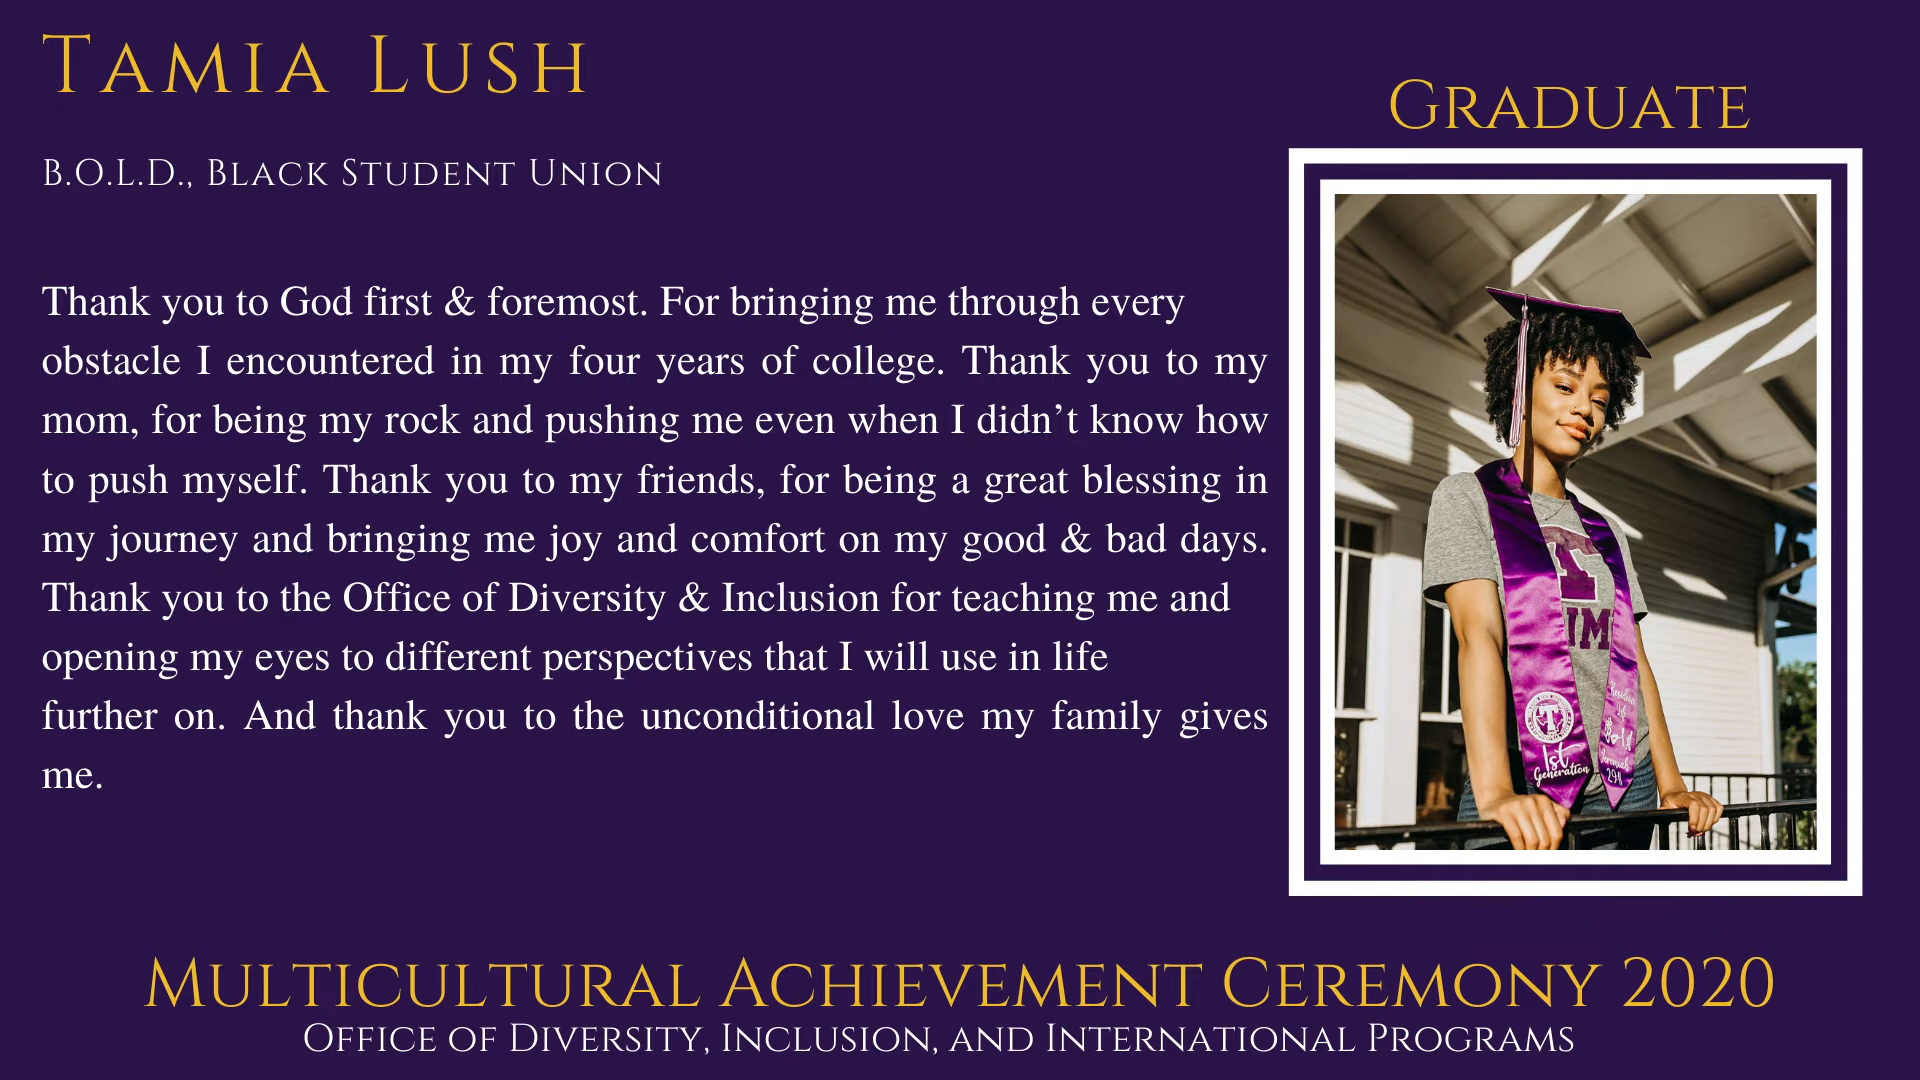 Tamia Lush
B.O.L.D., Black Student Union
Thank you to God first & foremost. For bringing me through every
obstacle I encountered in my four years of college. Thank you to my
mom, for being my rock and pushing me even when I didn’t know how
to push myself. Thank you to my friends, for being a great blessing in
my journey and bringing me joy and comfort on my good & bad days.
Thank you to the Office of Diversity & Inclusion for teaching me and
opening my eyes to different perspectives that I will use in life
further on. And thank you to the unconditional love my family gives
me.
Graduate
T
IM
1st
Generation
Multicultural Achievement Ceremony 2020
Office of Diversity, Inclusion, and International Programs